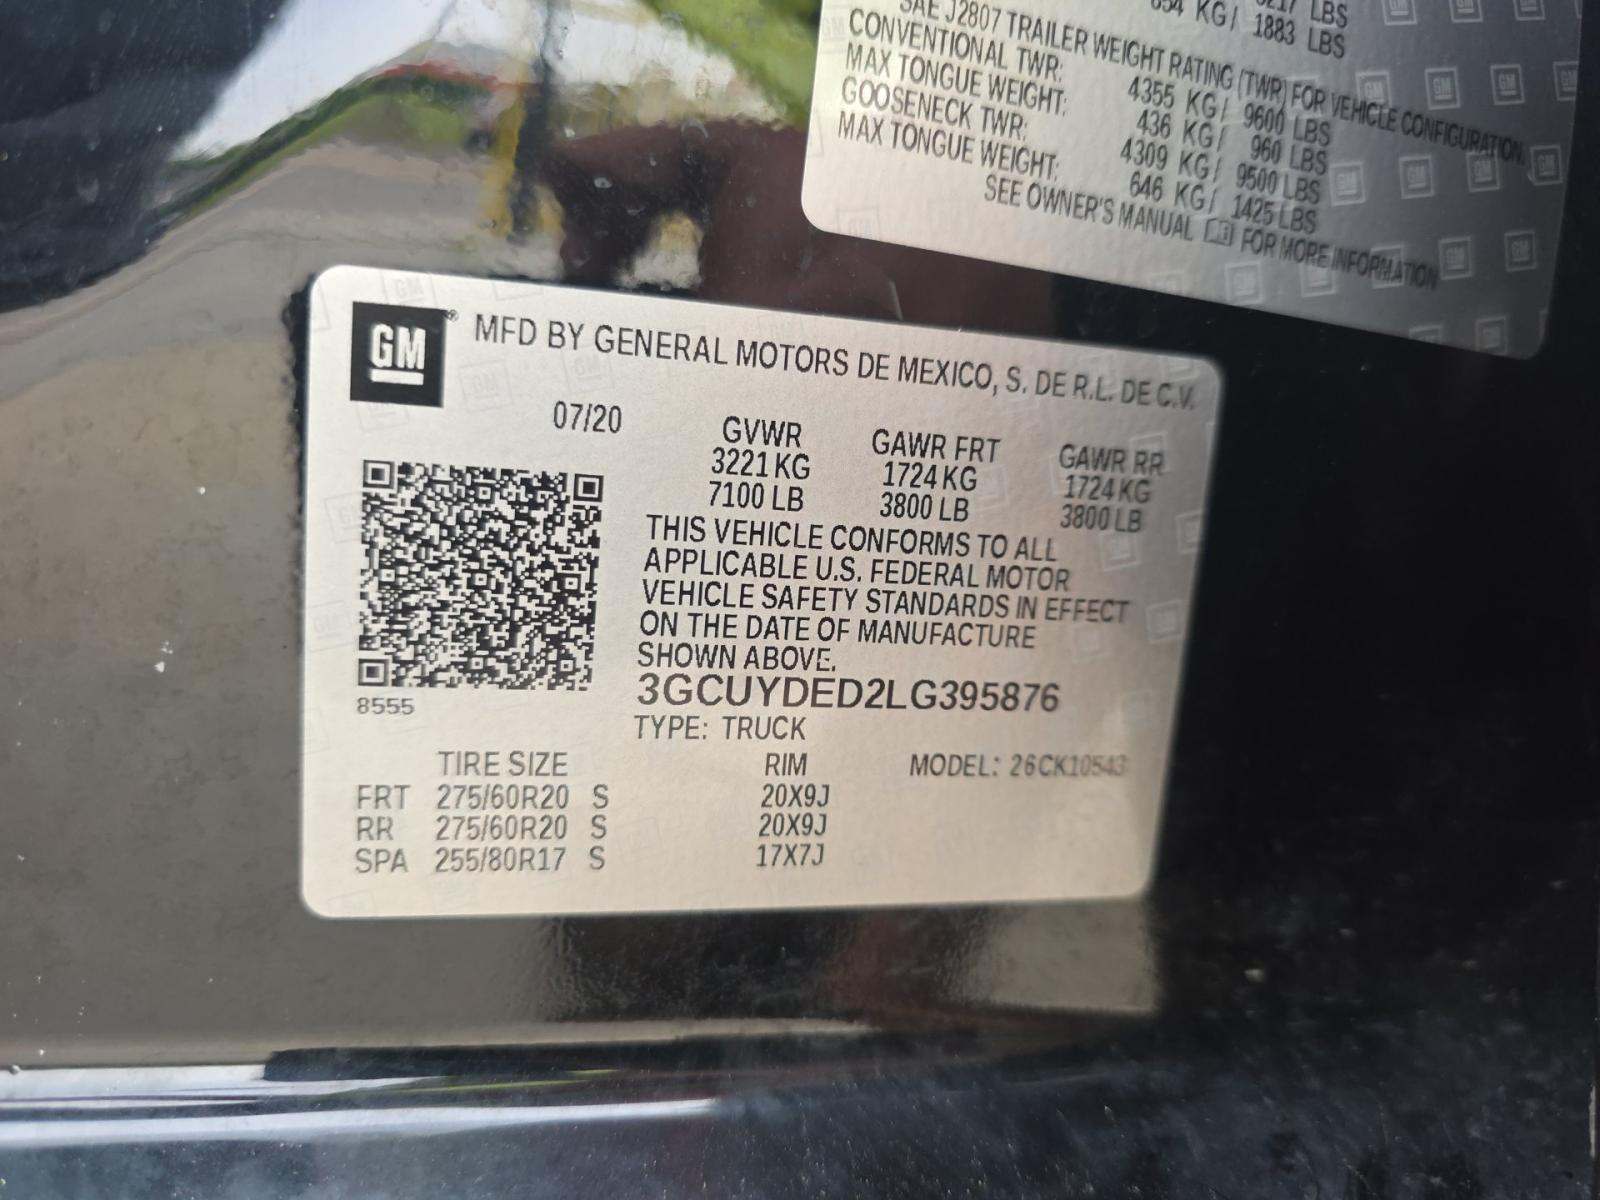 217 LBS
854 KG/ 1883 LBS
SAE J2807 TRAILER WEIGHT RATING (TWR) FOR VEHICLE CONFIGURATION.
CONVENTIONAL TWR: 4355 KG/ 9600 LBS
MAX TONGUE WEIGHT: 436 KG/ 960 LBS
GOOSENECK TWR: 4309 KG/ 9500 LBS
MAX TONGUE WEIGHT: 646 KG/ 1425 LBS
SEE OWNER'S MANUAL FOR MORE INFORMATION
GM® MFD BY GENERAL MOTORS DE MEXICO, S. DE R.L. DE C.V.
07/20 GVWR GAWR FRT GAWR RR
3221 KG 1724 KG 1724 KG
7100 LB 3800 LB 3800 LB
THIS VEHICLE CONFORMS TO ALL
APPLICABLE U.S. FEDERAL MOTOR
VEHICLE SAFETY STANDARDS IN EFFECT
ON THE DATE OF MANUFACTURE
SHOWN ABOVE.
3GCUYDED2LG395876
8555
TYPE: TRUCK
TIRE SIZE RIM MODEL: 26CK10543
FRT 275/60R20 S 20X9J
RR 275/60R20 S 20X9J
SPA 255/80R17 S 17X7J